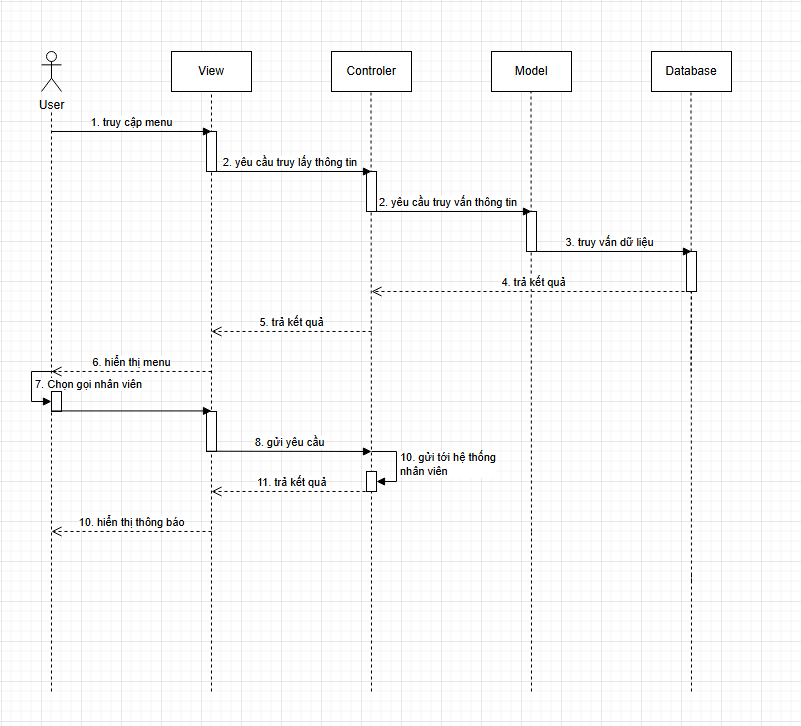 User
View
Controler
Model
Database
1. truy cập menu
2. yêu cầu truy lấy thông tin
2. yêu cầu truy vấn thông tin
3. truy vấn dữ liệu
4. trả kết quả
5. trả kết quả
6. hiển thị menu
7. Chọn gọi nhân viên
8. gửi yêu cầu
10. gửi tới hệ thống
nhân viên
11. trả kết quả
10. hiển thị thông báo